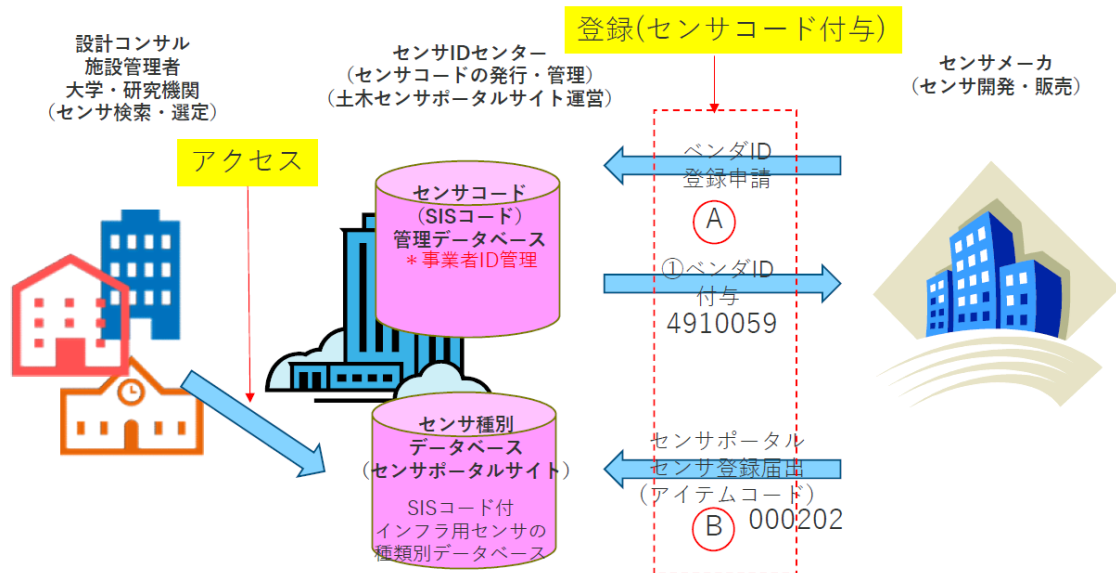 登録(センサコード付与)
設計コンサル
施設管理者
大学・研究機関
(センサ検索・選定)
センサIDセンター
(センサコードの発行・管理)
(土木センサポータルサイト運営)
センサメーカ
(センサ開発・販売)
アクセス
センサコード
(SISコード)
管理データベース
*事業者ID管理
ベンダID
登録申請
A
①ベンダID
付与
4910059
センサ種別
データベース
(センサポータルサイト)
SISコード付
インフラ用センサの
種類別データベース
センサポータル
センサ登録届出
(アイテムコード)
B 000202